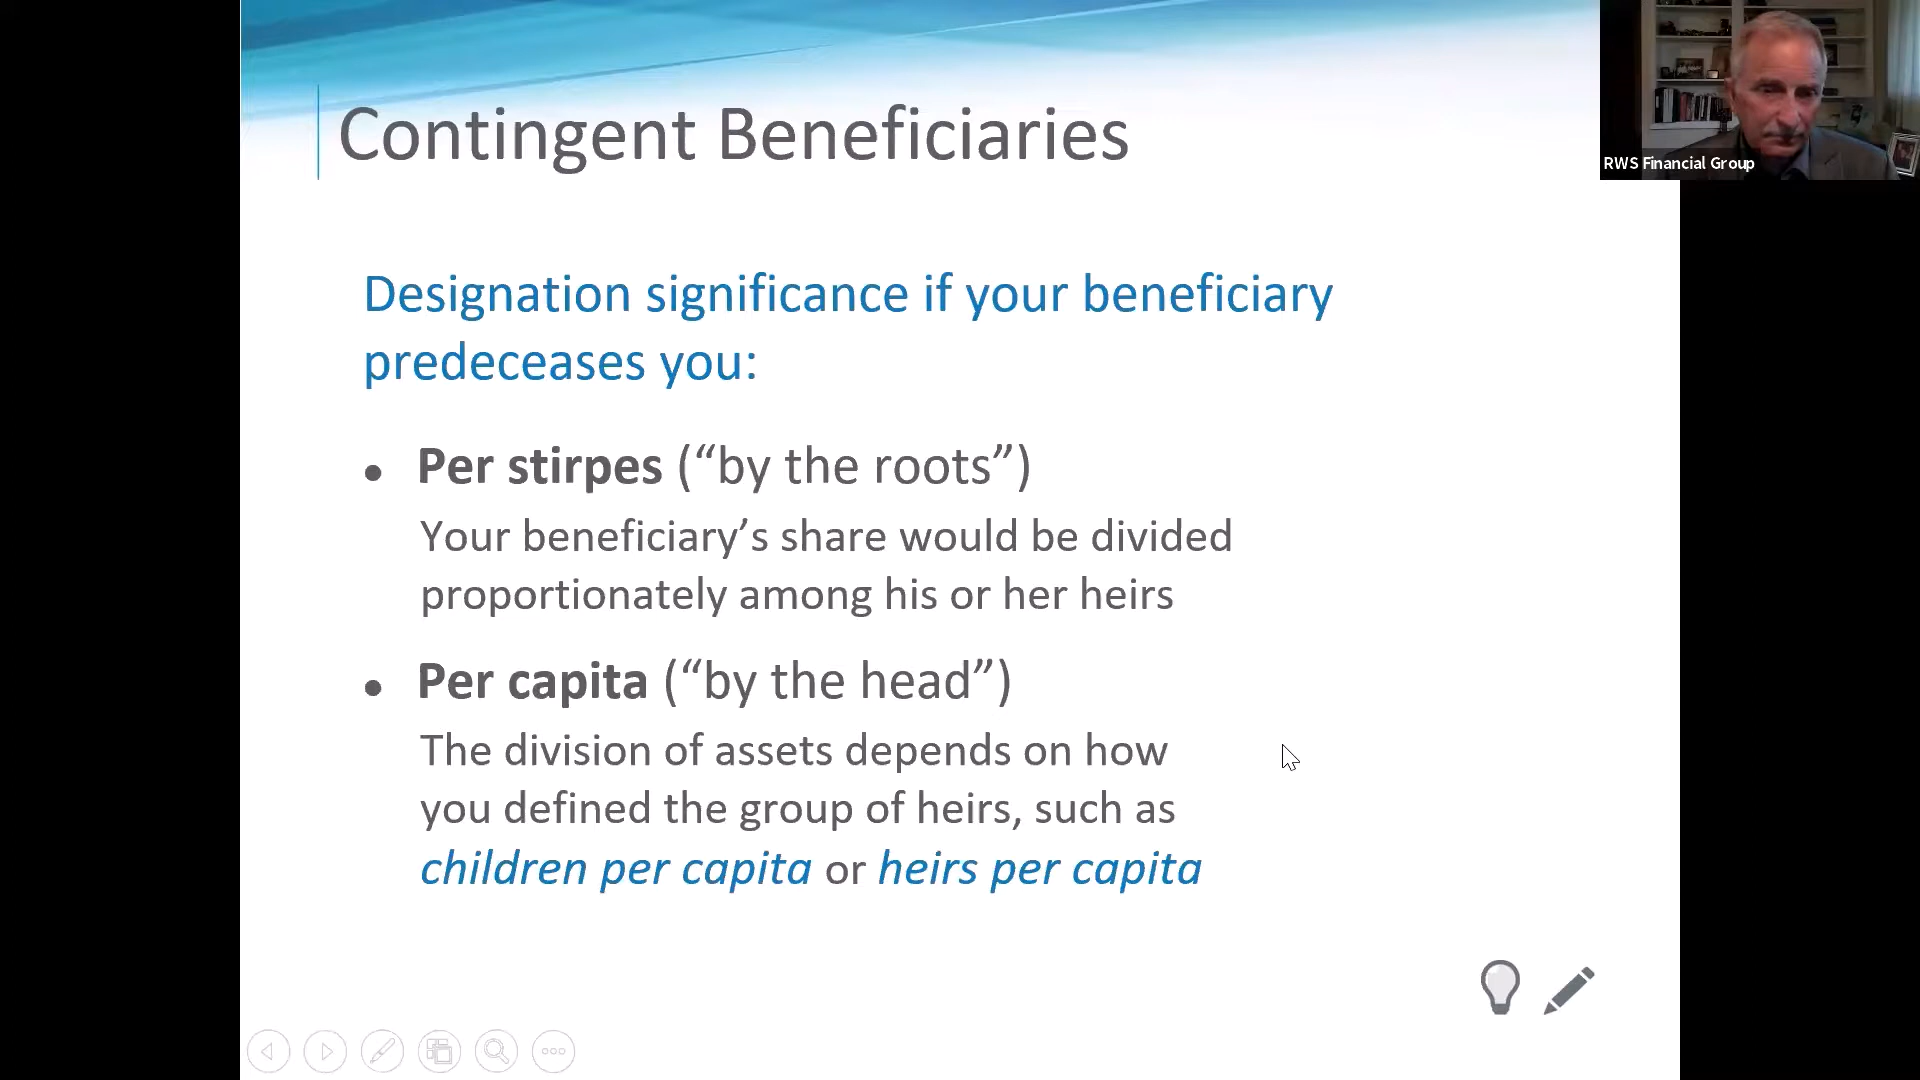 Contingent Beneficiaries
RWS Financial Group
Designation significance if your beneficiary
predeceases you:
• Per stirpes (“by the roots”)
Your beneficiary’s share would be divided
proportionately among his or her heirs
• Per capita (“by the head”)
The division of assets depends on how
you defined the group of heirs, such as
children per capita or heirs per capita